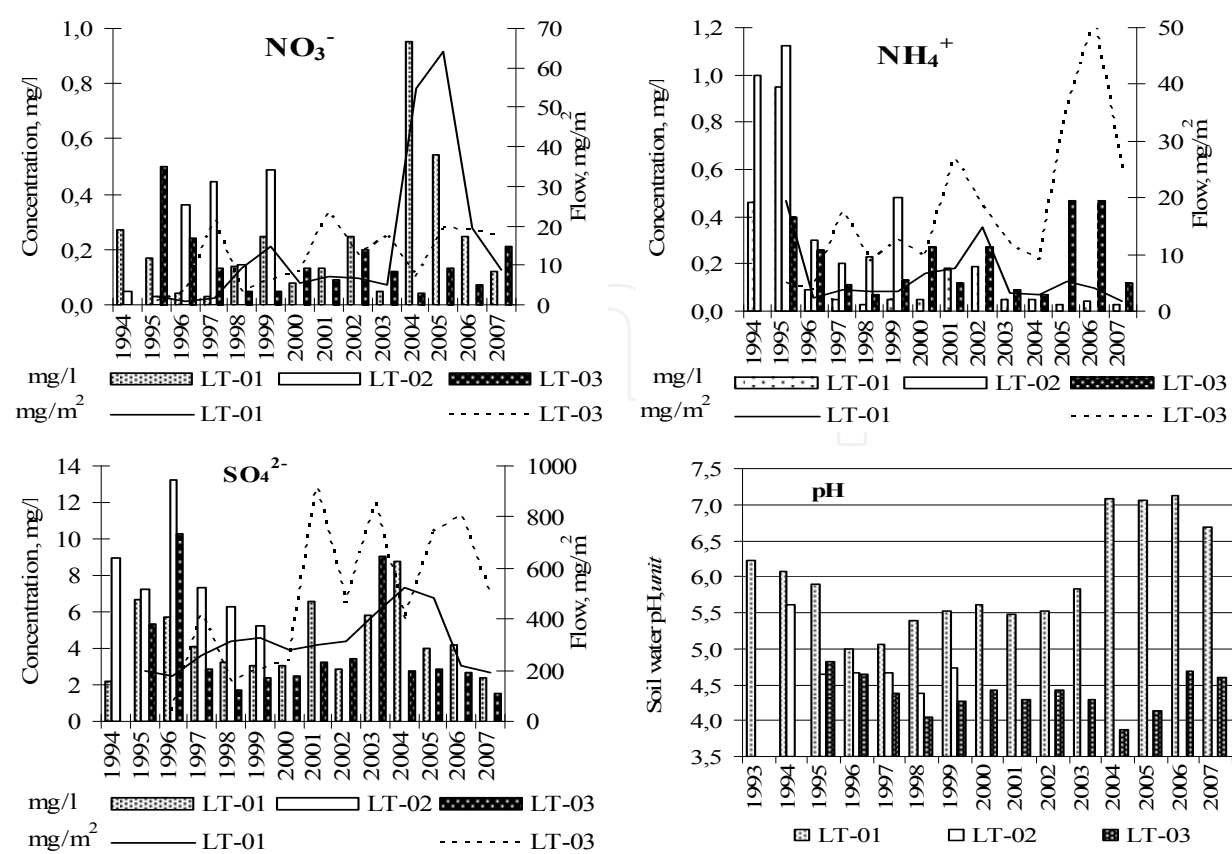 NO₃⁻
Concentration, mg/l
1,0
0,8
0,6
0,4
0,2
0,0
70
60
50
40
30
20
10
0
Flow, mg/m²
1994 1995 1996 1997 1998 1999 2000 2001 2002 2003 2004 2005 2006 2007
mg/l LT-01 LT-02 LT-03
mg/m² LT-01 LT-03
NH₄⁺
Concentration, mg/l
1,2
1,0
0,8
0,6
0,4
0,2
0,0
50
40
30
20
10
0
Flow, mg/m²
1994 1995 1996 1997 1998 1999 2000 2001 2002 2003 2004 2005 2006 2007
mg/l LT-01 LT-02 LT-03
mg/m² LT-01 LT-03
SO₄²⁻
Concentration, mg/l
14
12
10
8
6
4
2
0
1000
800
600
400
200
0
Flow, mg/m²
1994 1995 1996 1997 1998 1999 2000 2001 2002 2003 2004 2005 2006 2007
mg/l LT-01 LT-02 LT-03
mg/m² LT-01 LT-03
pH
Soil water pH,unit
7,5
7,0
6,5
6,0
5,5
5,0
4,5
4,0
3,5
1993 1994 1995 1996 1997 1998 1999 2000 2001 2002 2003 2004 2005 2006 2007
LT-01 LT-02 LT-03